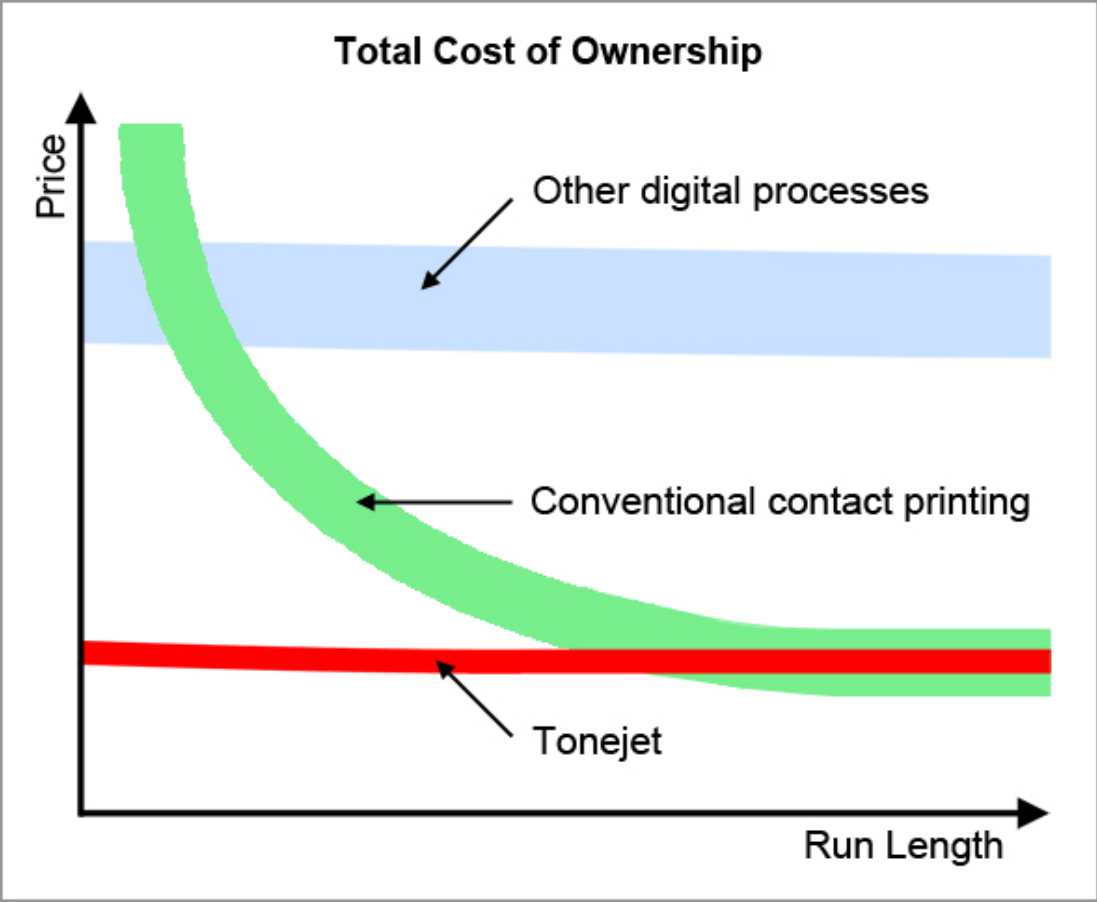 Total Cost of Ownership
Price
Other digital processes
Conventional contact printing
Tonejet
Run Length